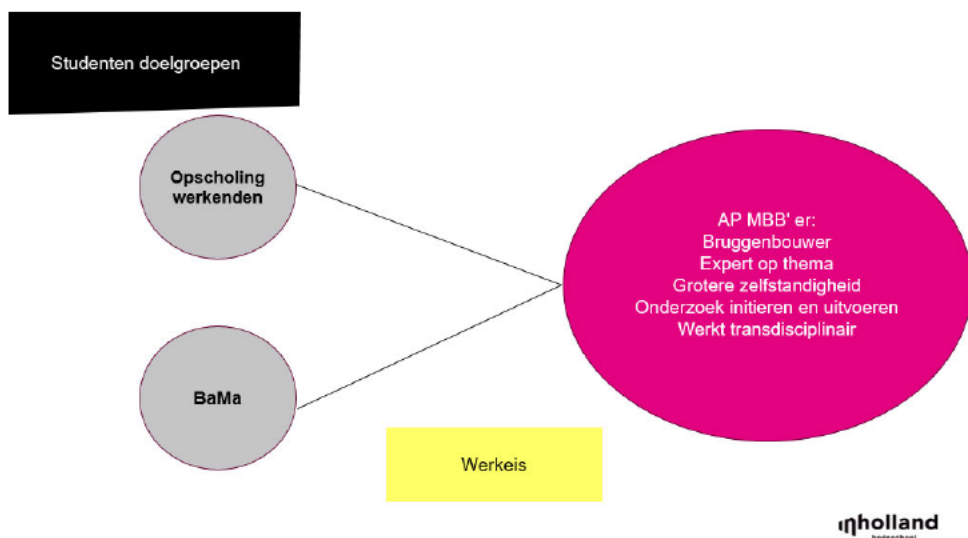 Studenten doelgroepen
Opscholing
werkenden
AP MBB' er:
Bruggenbouwer
Expert op thema
Grotere zelfstandigheid
Onderzoek initieren en uitvoeren
Werkt transdisciplinair
BaMa
Werkeis
inholland